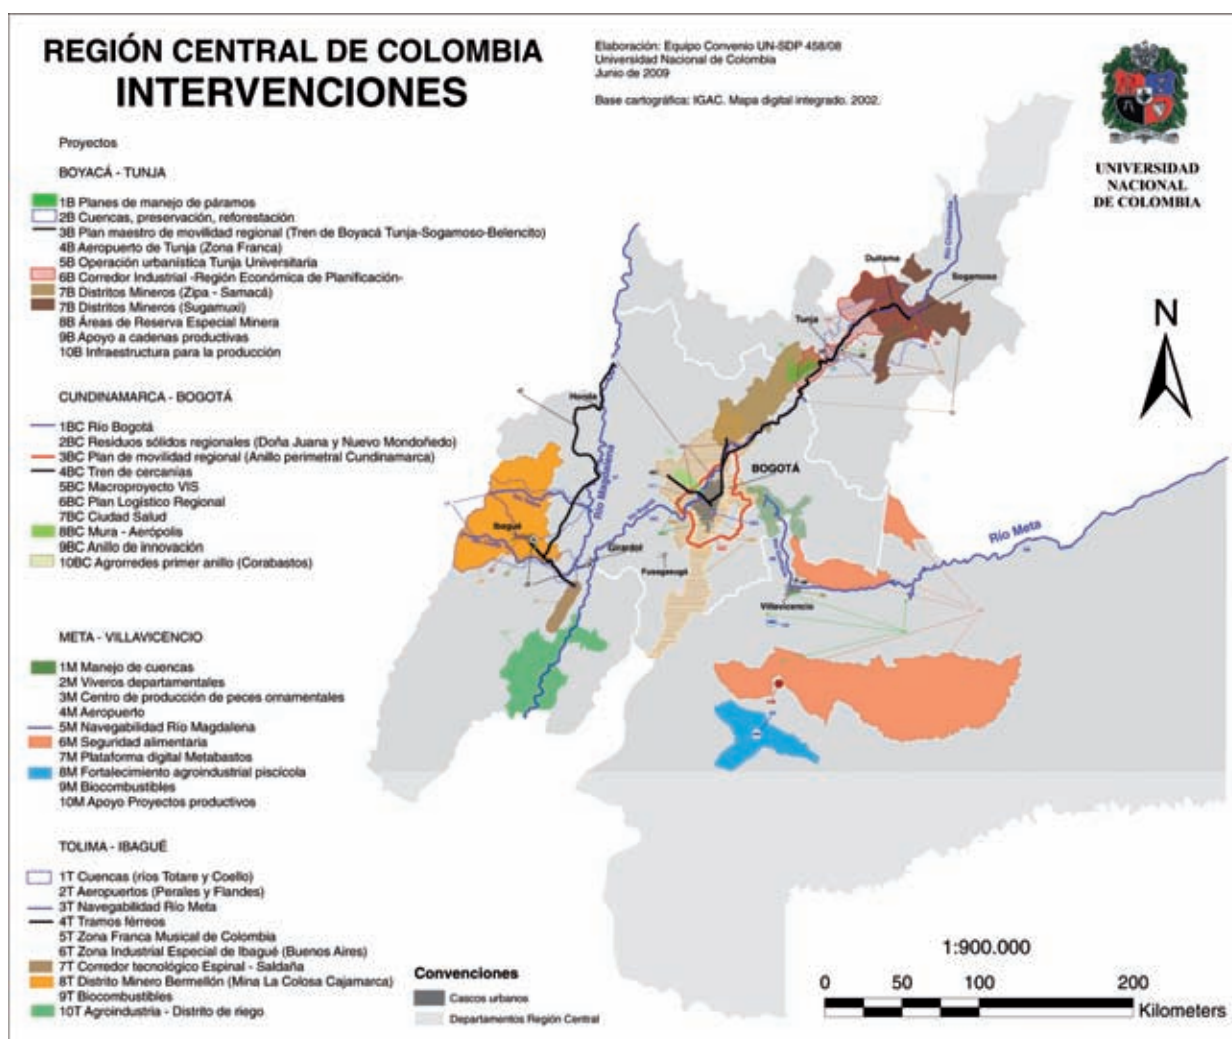 REGIÓN CENTRAL DE COLOMBIA
INTERVENCIONES
Elaboración: Equipo Convenio UN-SDP 458/08
Universidad Nacional de Colombia
Junio de 2009
Base cartográfica: IGAC. Mapa digital integrado. 2002.
UNIVERSIDAD
NACIONAL
DE COLOMBIA
Proyectos
BOYACÁ - TUNJA
1B Planes de manejo de páramos
2B Cuencas, preservación, reforestación
3B Plan maestro de movilidad regional (Tren de Boyacá Tunja-Sogamoso-Belencito)
4B Aeropuerto de Tunja (Zona Franca)
5B Operación urbanística Tunja Universitaria
6B Corredor Industrial -Región Económica de Planificación-
7B Distritos Mineros (Zipa - Samacá)
7B Distritos Mineros (Sugamuxi)
8B Áreas de Reserva Especial Minera
9B Apoyo a cadenas productivas
10B Infraestructura para la producción
CUNDINAMARCA - BOGOTÁ
1BC Río Bogotá
2BC Residuos sólidos regionales (Doña Juana y Nuevo Mondoñedo)
3BC Plan de movilidad regional (Anillo perimetral Cundinamarca)
4BC Tren de cercanías
5BC Macroproyecto VIS
6BC Plan Logístico Regional
7BC Ciudad Salud
8BC Mura - Aerópolis
9BC Anillo de innovación
10BC Agrorredes primer anillo (Corabastos)
META - VILLAVICENCIO
1M Manejo de cuencas
2M Viveros departamentales
3M Centro de producción de peces ornamentales
4M Aeropuerto
5M Navegabilidad Río Magdalena
6M Seguridad alimentaria
7M Plataforma digital Metabastos
8M Fortalecimiento agroindustrial piscícola
9M Biocombustibles
10M Apoyo Proyectos productivos
TOLIMA - IBAGUÉ
1T Cuencas (ríos Totare y Coello)
2T Aeropuertos (Perales y Flandes)
3T Navegabilidad Río Meta
4T Tramos férreos
5T Zona Franca Musical de Colombia
6T Zona Industrial Especial de Ibagué (Buenos Aires)
7T Corredor tecnológico Espinal - Saldaña
8T Distrito Minero Bermellón (Mina La Colosa Cajamarca)
9T Biocombustibles
10T Agroindustria - Distrito de riego
Río Chicamocha
Duitama
Sogamoso
Tunja
Honda
Río Magdalena
BOGOTÁ
Ibagué
Girardot
Fusagasugá
Río Meta
Villavicencio
N
Convenciones
Cascos urbanos
Departamentos Región Central
1:900.000
0 50 100 200
Kilometers